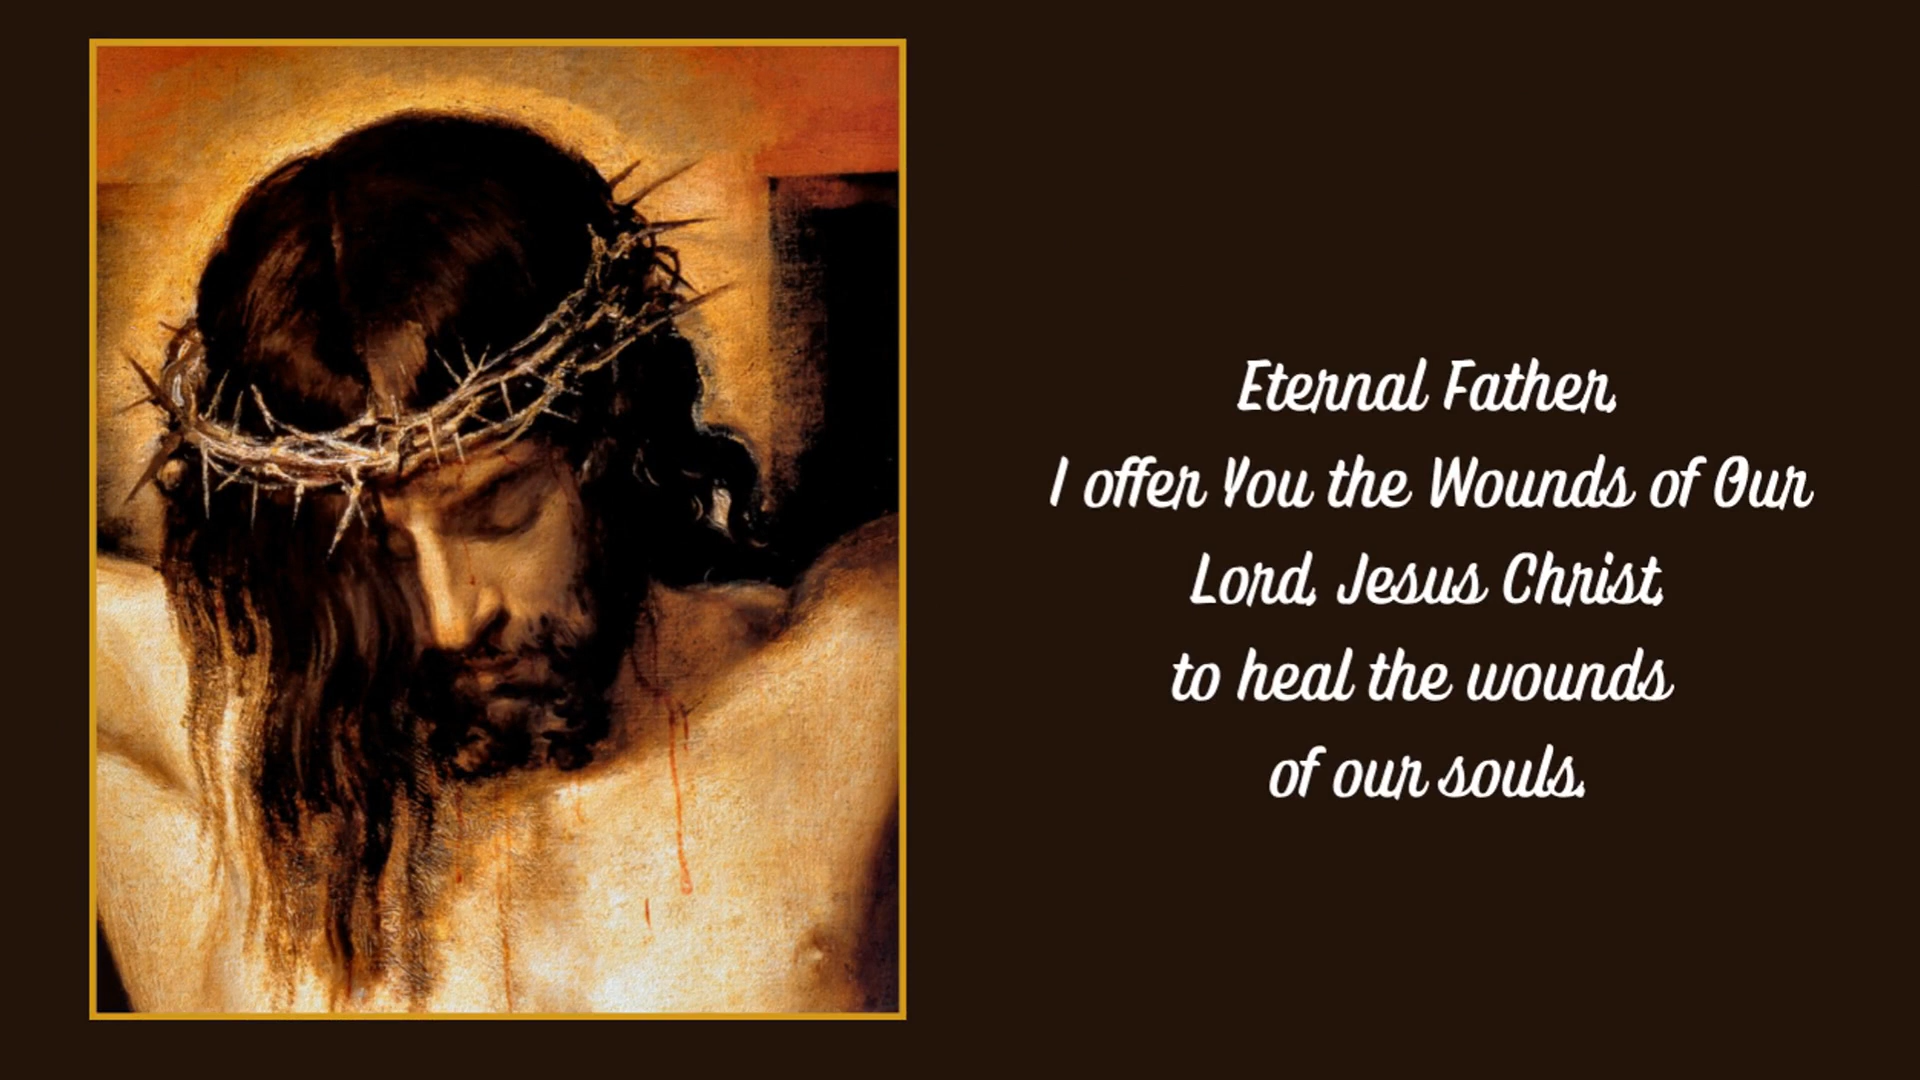 Eternal Father,
I offer You the Wounds of Our
Lord, Jesus Christ,
to heal the wounds
of our souls.